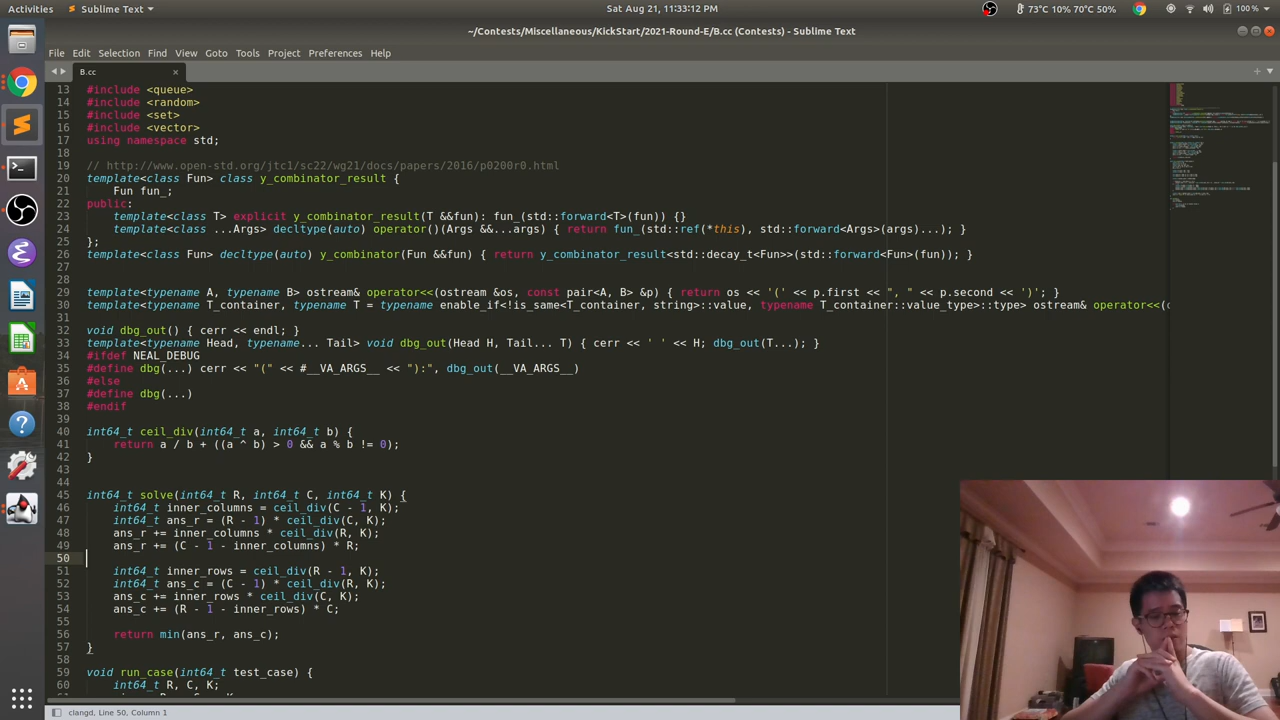 Activities Sublime Text Sat Aug 21, 11:33:12 PM 73°C 10% 70°C 50% 100 %
~/Contests/Miscellaneous/KickStart/2021-Round-E/B.cc (Contests) - Sublime Text
File Edit Selection Find View Goto Tools Project Preferences Help
B.cc
13 #include <queue>
14 #include <random>
15 #include <set>
16 #include <vector>
17 using namespace std;
18
19 // http://www.open-std.org/jtc1/sc22/wg21/docs/papers/2016/p0200r0.html
20 template<class Fun> class y_combinator_result {
21 Fun fun_;
22 public:
23 template<class T> explicit y_combinator_result(T &&fun): fun_(std::forward<T>(fun)) {}
24 template<class ...Args> decltype(auto) operator()(Args &&...args) { return fun_(std::ref(*this), std::forward<Args>(args)...); }
25 };
26 template<class Fun> decltype(auto) y_combinator(Fun &&fun) { return y_combinator_result<std::decay_t<Fun>>(std::forward<Fun>(fun)); }
27
28
29 template<typename A, typename B> ostream& operator<<(ostream &os, const pair<A, B> &p) { return os << '(' << p.first << ", " << p.second << ')'; }
30 template<typename T_container, typename T = typename enable_if<!is_same<T_container, string>::value, typename T_container::value_type>::type> ostream& operator<<(
31
32 void dbg_out() { cerr << endl; }
33 template<typename Head, typename... Tail> void dbg_out(Head H, Tail... T) { cerr << ' ' << H; dbg_out(T...); }
34 #ifdef NEAL_DEBUG
35 #define dbg(...) cerr << "(" << #__VA_ARGS__ << "):", dbg_out(__VA_ARGS__)
36 #else
37 #define dbg(...)
38 #endif
39
40 int64_t ceil_div(int64_t a, int64_t b) {
41 return a / b + ((a ^ b) > 0 && a % b != 0);
42 }
43
44
45 int64_t solve(int64_t R, int64_t C, int64_t K) {
46 int64_t inner_columns = ceil_div(C - 1, K);
47 int64_t ans_r = (R - 1) * ceil_div(C, K);
48 ans_r += inner_columns * ceil_div(R, K);
49 ans_r += (C - 1 - inner_columns) * R;
50
51 int64_t inner_rows = ceil_div(R - 1, K);
52 int64_t ans_c = (C - 1) * ceil_div(R, K);
53 ans_c += inner_rows * ceil_div(C, K);
54 ans_c += (R - 1 - inner_rows) * C;
55
56 return min(ans_r, ans_c);
57 }
58
59 void run_case(int64_t test_case) {
60 int64_t R, C, K;
clangd, Line 50, Column 1